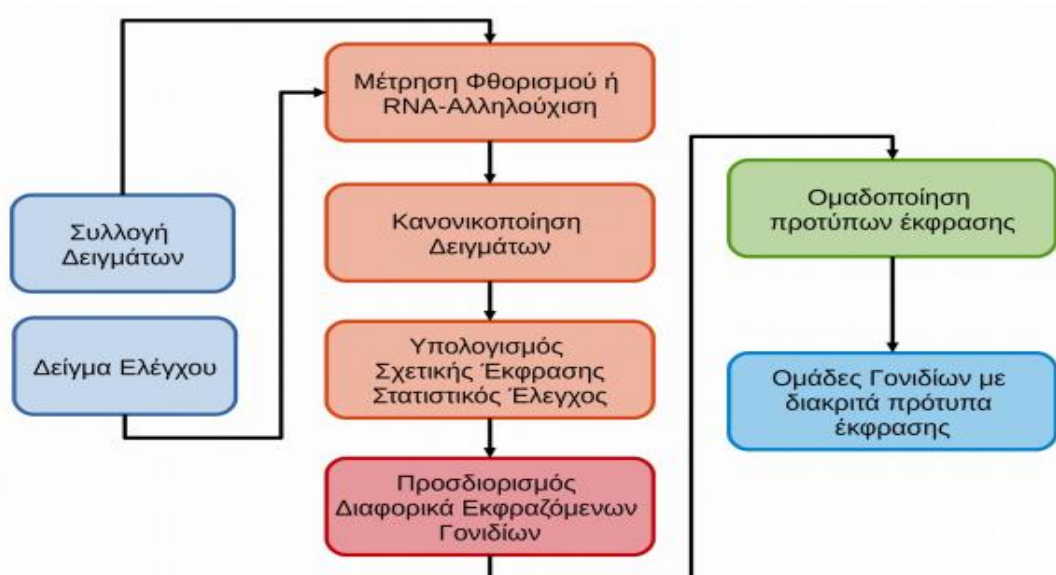 Μέτρηση Φθορισμού ή
RNA-Αλληλούχιση
Συλλογή
Δειγμάτων
Δείγμα Ελέγχου
Κανονικοποίηση
Δειγμάτων
Υπολογισμός
Σχετικής Έκφρασης
Στατιστικός Έλεγχος
Προσδιορισμός
Διαφορικά Εκφραζόμενων
Γονιδίων
Ομαδοποίηση
προτύπων έκφρασης
Ομάδες Γονιδίων με
διακριτά πρότυπα
έκφρασης